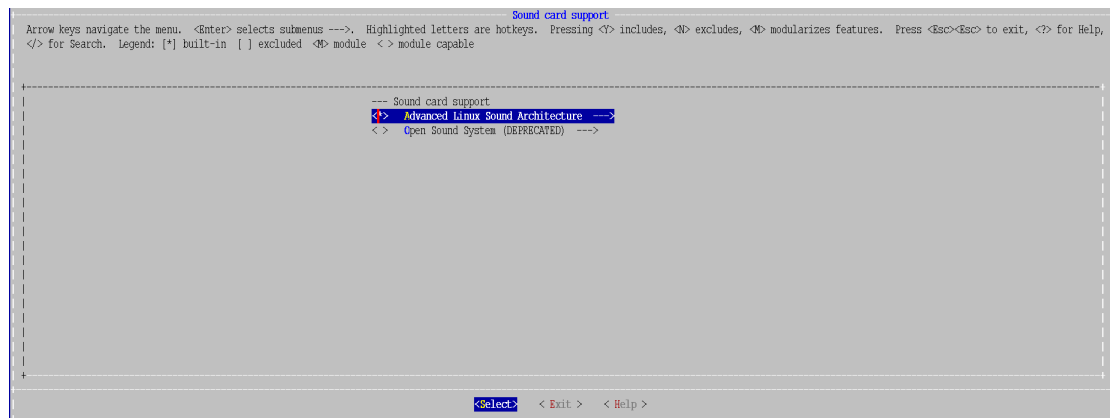 Sound card support
Arrow keys navigate the menu. <Enter> selects submenus --->. Highlighted letters are hotkeys. Pressing <Y> includes, <N> excludes, <M> modularizes features. Press <Esc><Esc> to exit, <?> for Help,
</> for Search. Legend: [*] built-in [ ] excluded <M> module < > module capable
--- Sound card support
<*> Advanced Linux Sound Architecture --->
< > Open Sound System (DEPRECATED) --->
<Select> < Exit > < Help >